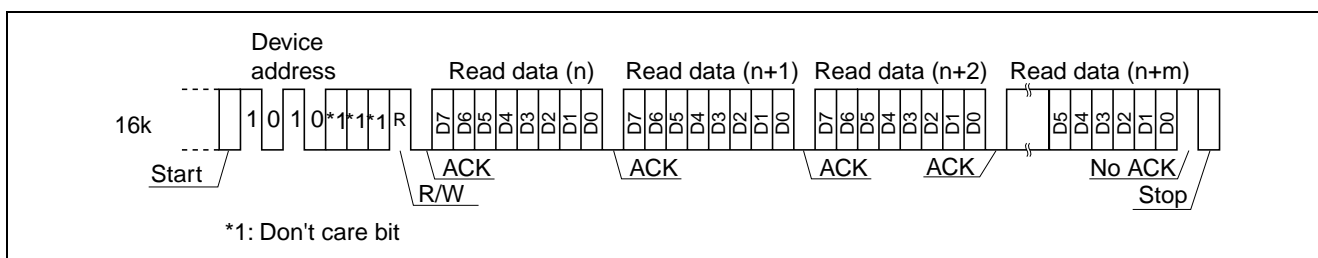 Device
address
Read data (n) Read data (n+1) Read data (n+2) Read data (n+m)
16k
1 0 1 0 *1 *1 *1 R D7 D6 D5 D4 D3 D2 D1 D0 D7 D6 D5 D4 D3 D2 D1 D0 D7 D6 D5 D4 D3 D2 D1 D0 D5 D4 D3 D2 D1 D0
Start ACK ACK ACK ACK No ACK
R/W Stop
*1: Don't care bit